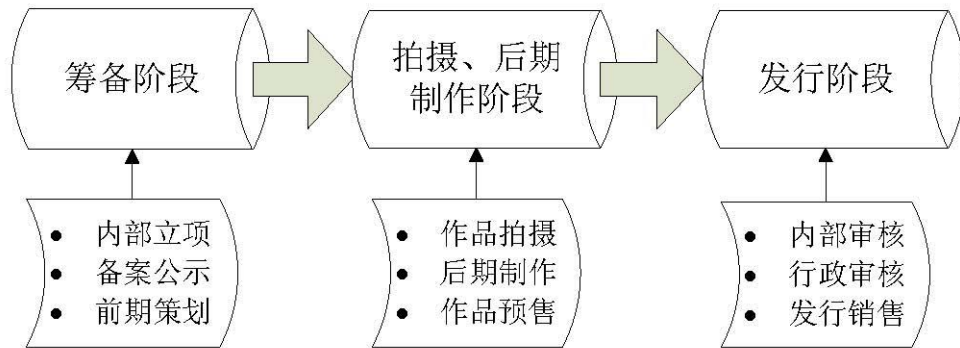 筹备阶段
拍摄、后期
制作阶段
发行阶段
● 内部立项
● 备案公示
● 前期策划
● 作品拍摄
● 后期制作
● 作品预售
● 内部审核
● 行政审核
● 发行销售